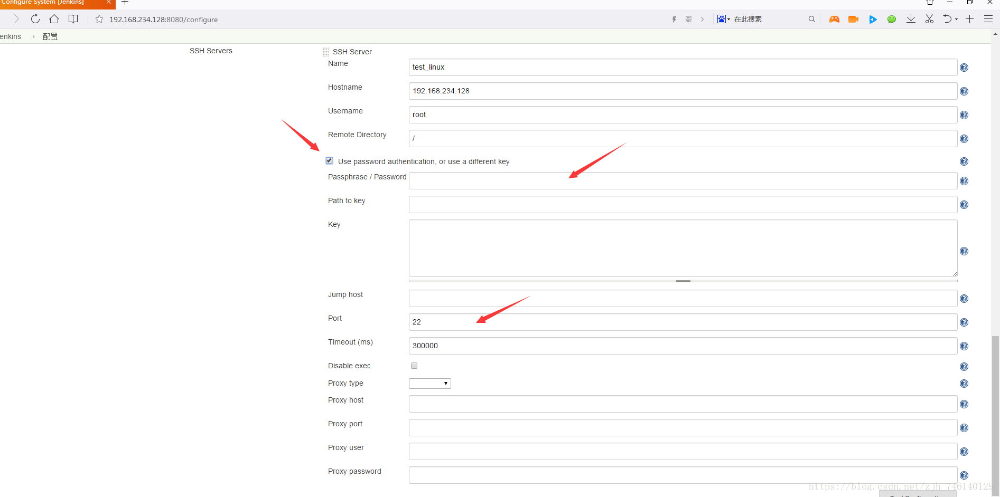 Configure System [Jenkins]
192.168.234.128:8080/configure
在此搜索
enkins
配置
SSH Servers
SSH Server
Name
test_linux
Hostname
192.168.234.128
Username
root
Remote Directory
/
Use password authentication, or use a different key
Passphrase / Password
Path to key
Key
Jump host
Port
22
Timeout (ms)
300000
Disable exec
Proxy type
Proxy host
Proxy port
Proxy user
Proxy password
https://blog.csdn.net/zjh_746140129
Test Configuration